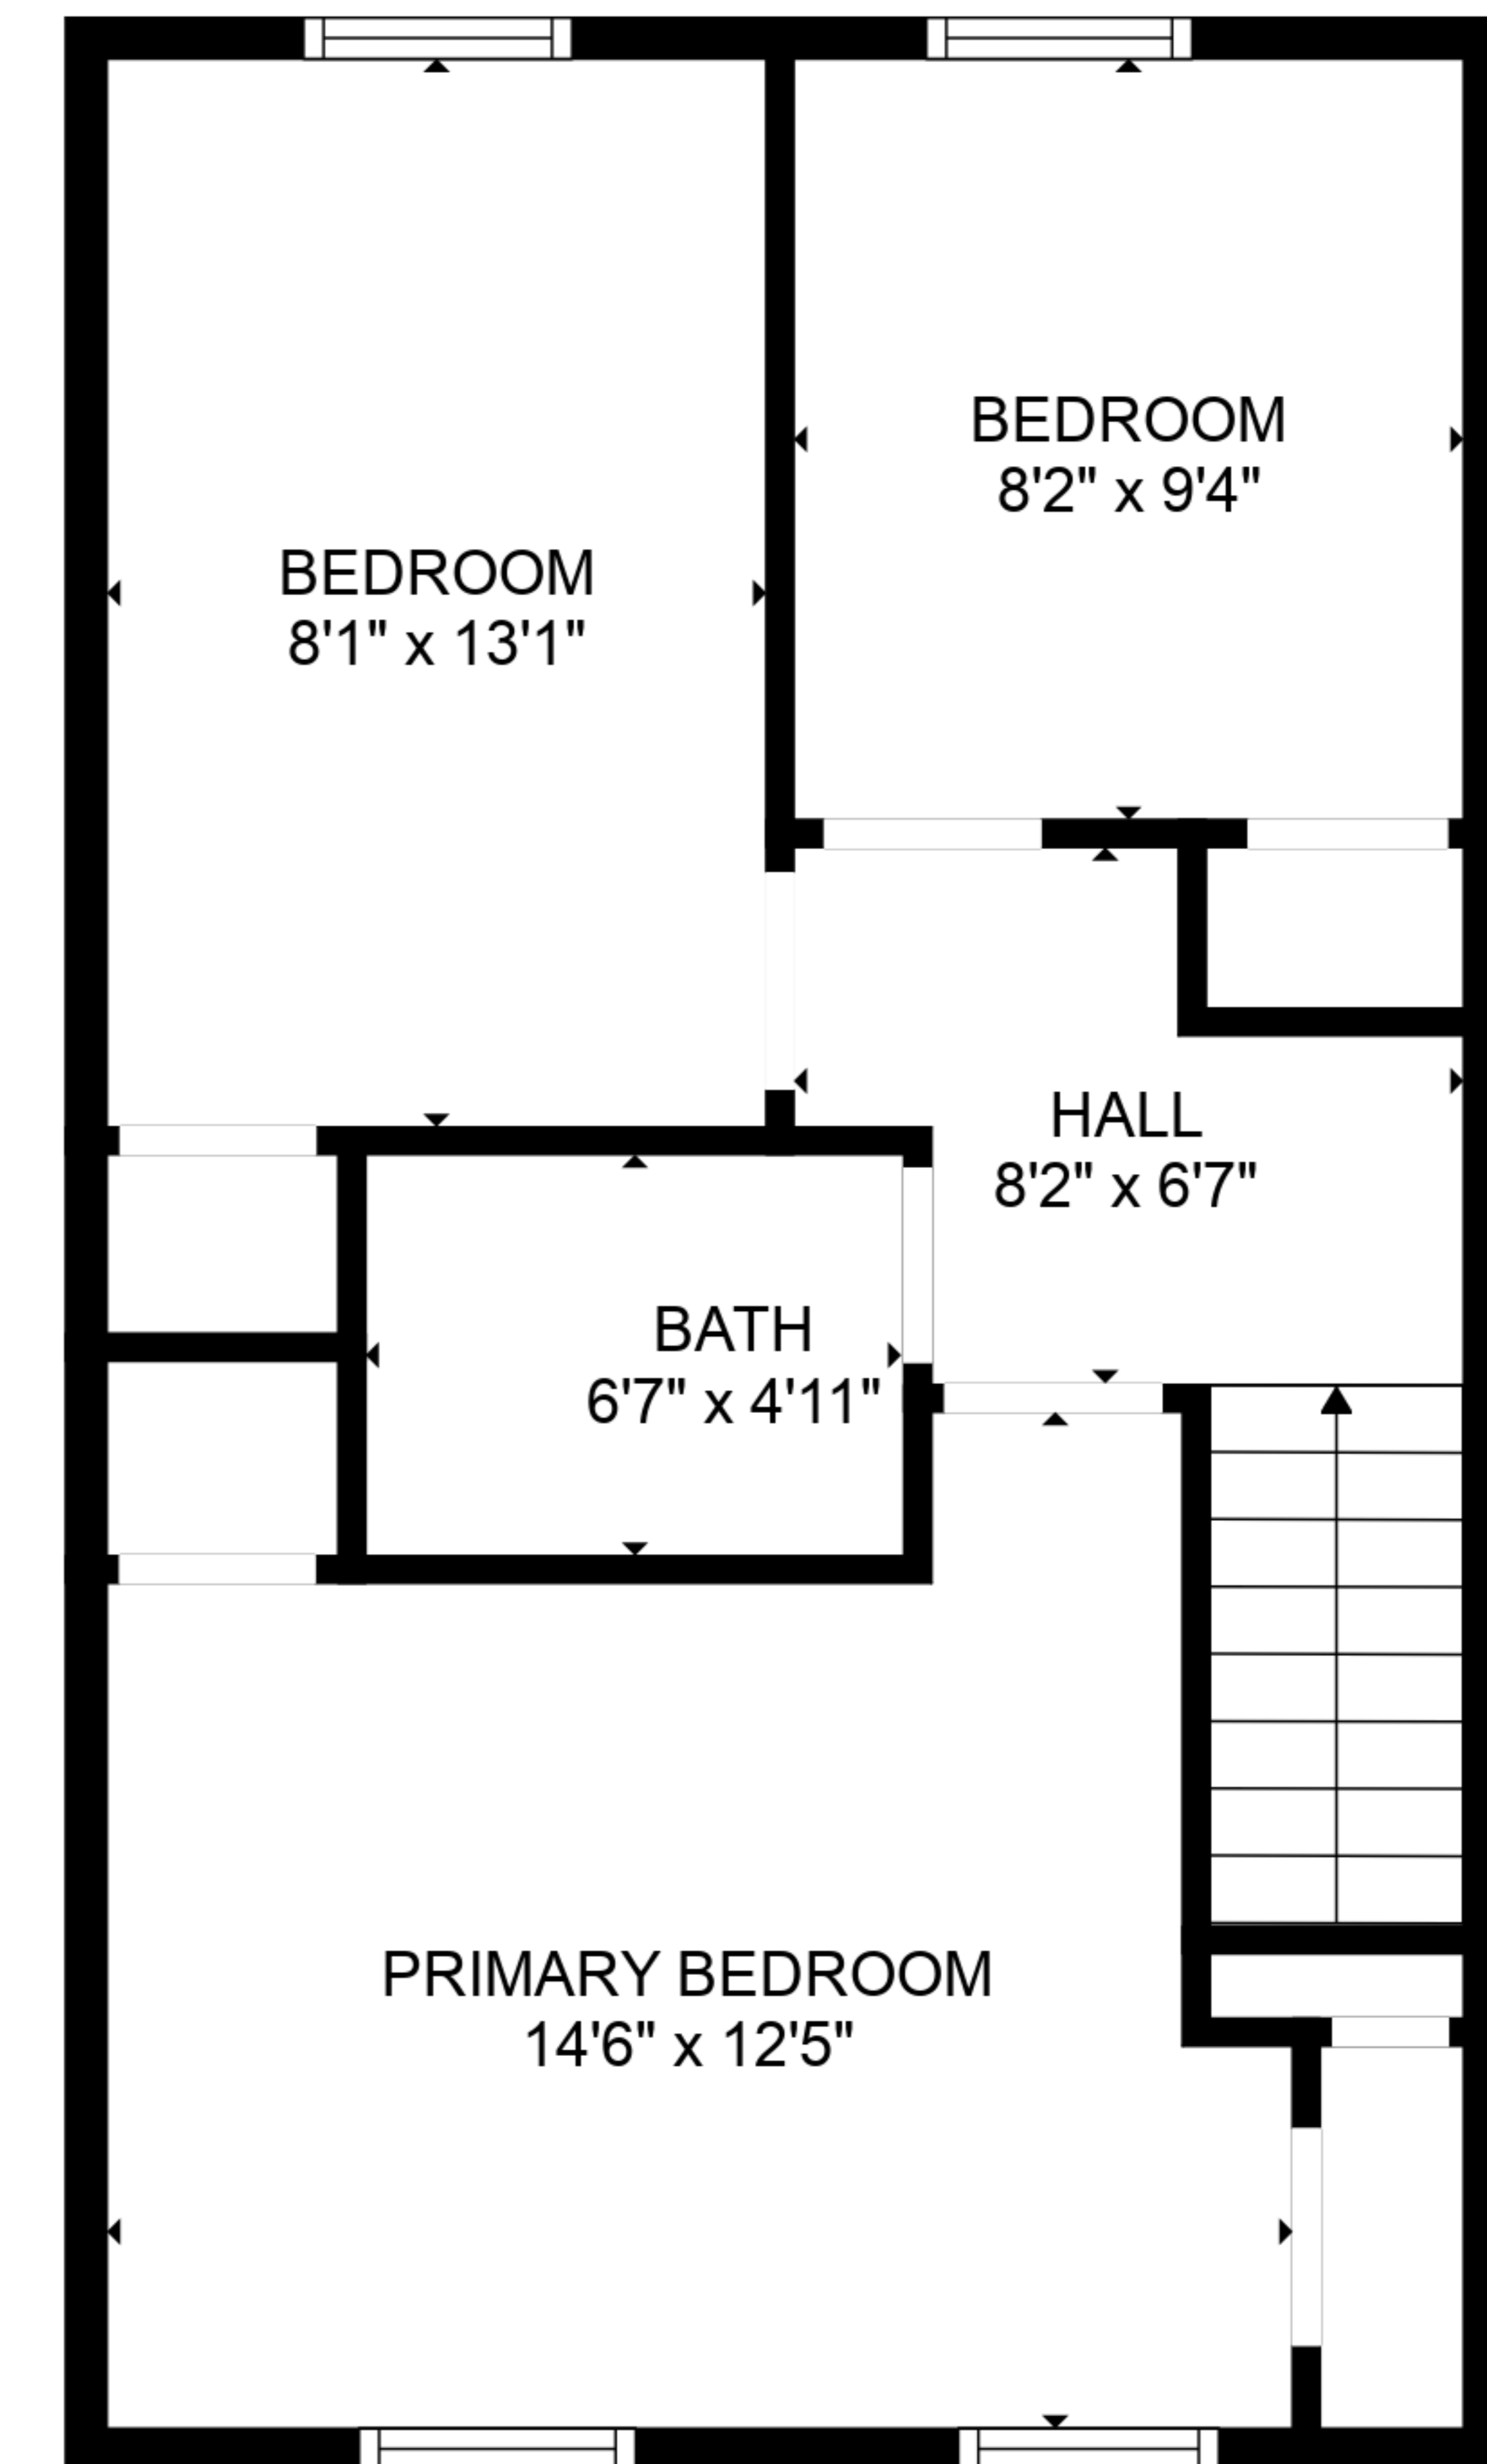 BEDROOM
8'2" x 9'4"
BEDROOM
8'1" x 13'1"
HALL
8'2" x 6'7"
BATH
6'7" x 4'11"
PRIMARY BEDROOM
14'6" x 12'5"